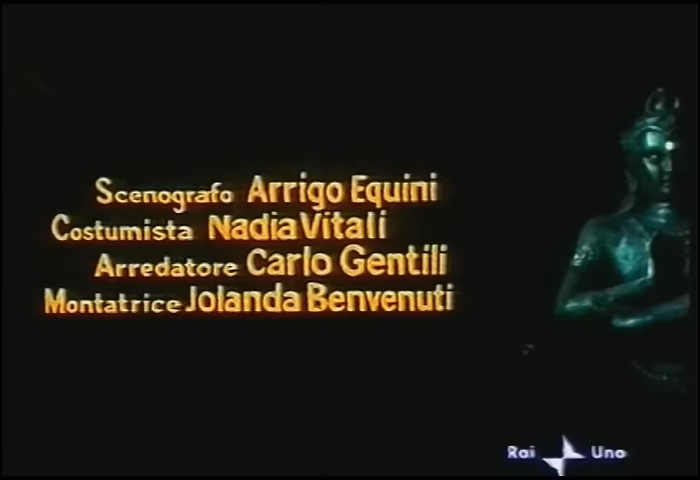 Scenografo Arrigo Equini
Costumista Nadia Vitali
Arredatore Carlo Gentili
Montatrice Jolanda Benvenuti
Rai Uno